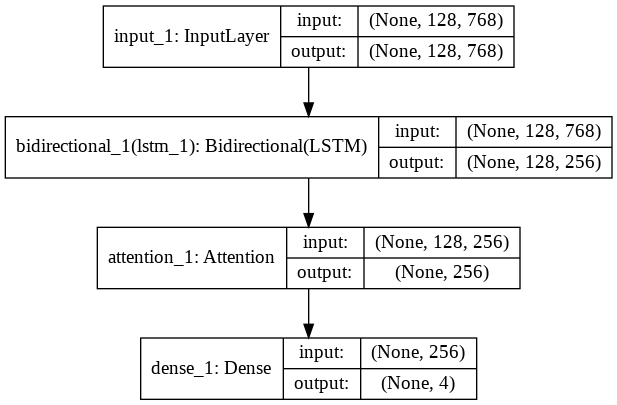 input_1: InputLayer
input: (None, 128, 768)
output: (None, 128, 768)
bidirectional_1(lstm_1): Bidirectional(LSTM)
input: (None, 128, 768)
output: (None, 128, 256)
attention_1: Attention
input: (None, 128, 256)
output: (None, 256)
dense_1: Dense
input: (None, 256)
output: (None, 4)